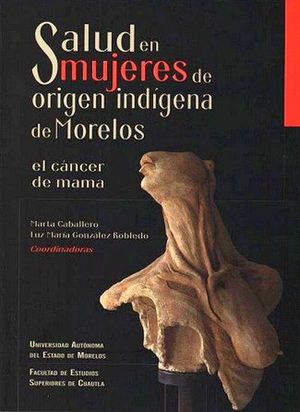 Salud en
mujeres de
origen indígena
de Morelos
el cáncer
de mama
Marta Caballero
Luz María González Robledo
Coordinadoras
Universidad Autónoma
del Estado de Morelos
Facultad de Estudios
Superiores de Cuautla